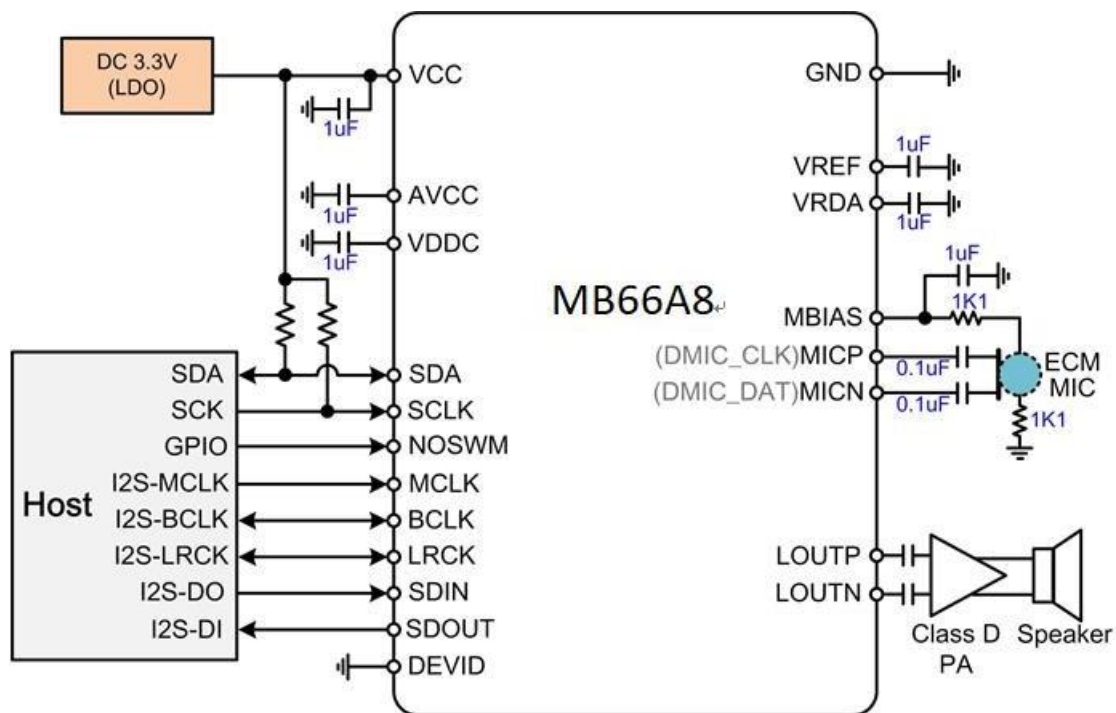 DC 3.3V
(LDO)
VCC
1uF
AVCC
1uF
VDDC
1uF
MB66A8
GND
1uF
VREF
VRDA
1uF
1uF
1K1
MBIAS
(DMIC_CLK)MICP
0.1uF
(DMIC_DAT)MICN
0.1uF
ECM
MIC
1K1
Host
SDA
SDA
SCK
SCLK
GPIO
NOSWM
I2S-MCLK
MCLK
I2S-BCLK
BCLK
I2S-LRCK
LRCK
I2S-DO
SDIN
I2S-DI
SDOUT
DEVID
LOUTP
LOUTN
Class D
PA
Speaker